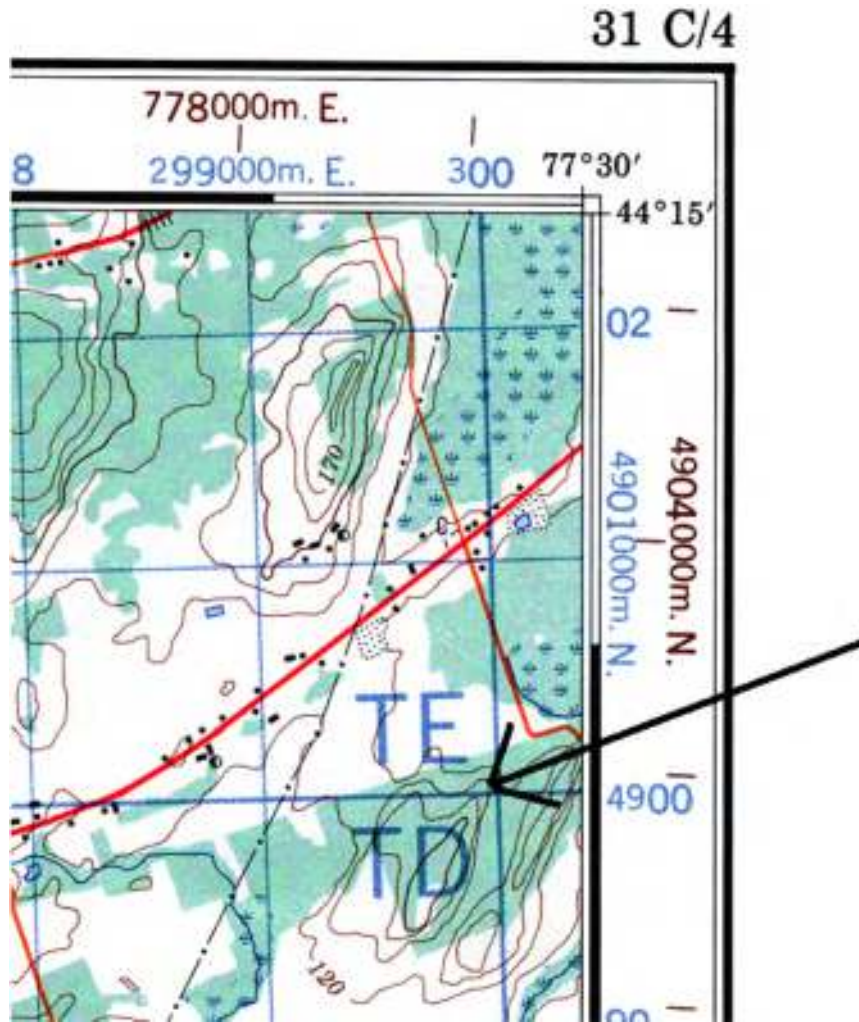 31 C/4
778000m. E.
8 299000m. E. 300 77°30′
44°15′
02
170
4901000m. N.
4904000m. N.
TE
4900
TD
120